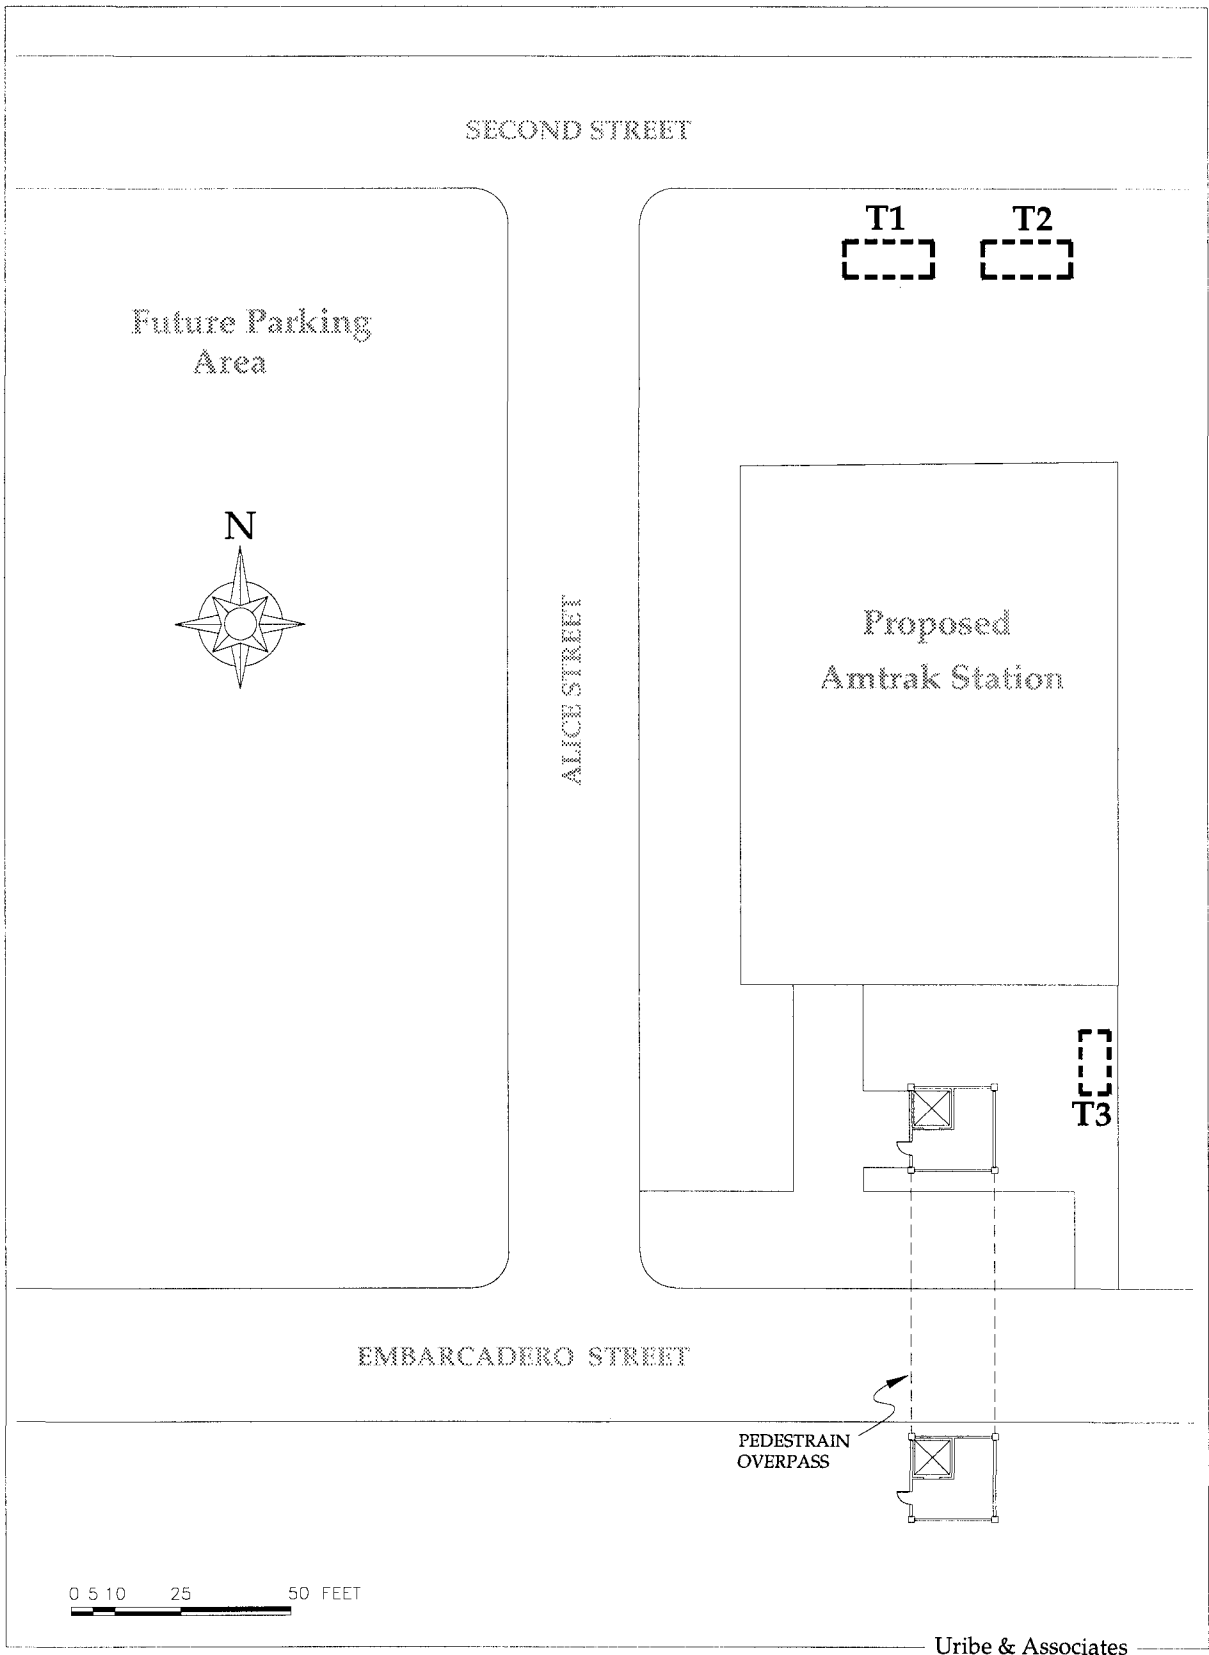 SECOND STREET
T1
T2
Future Parking
Area
N
ALICE STREET
Proposed
Amtrak Station
T3
EMBARCADERO STREET
PEDESTRAIN
OVERPASS
0 5 10 25 50 FEET
Uribe & Associates